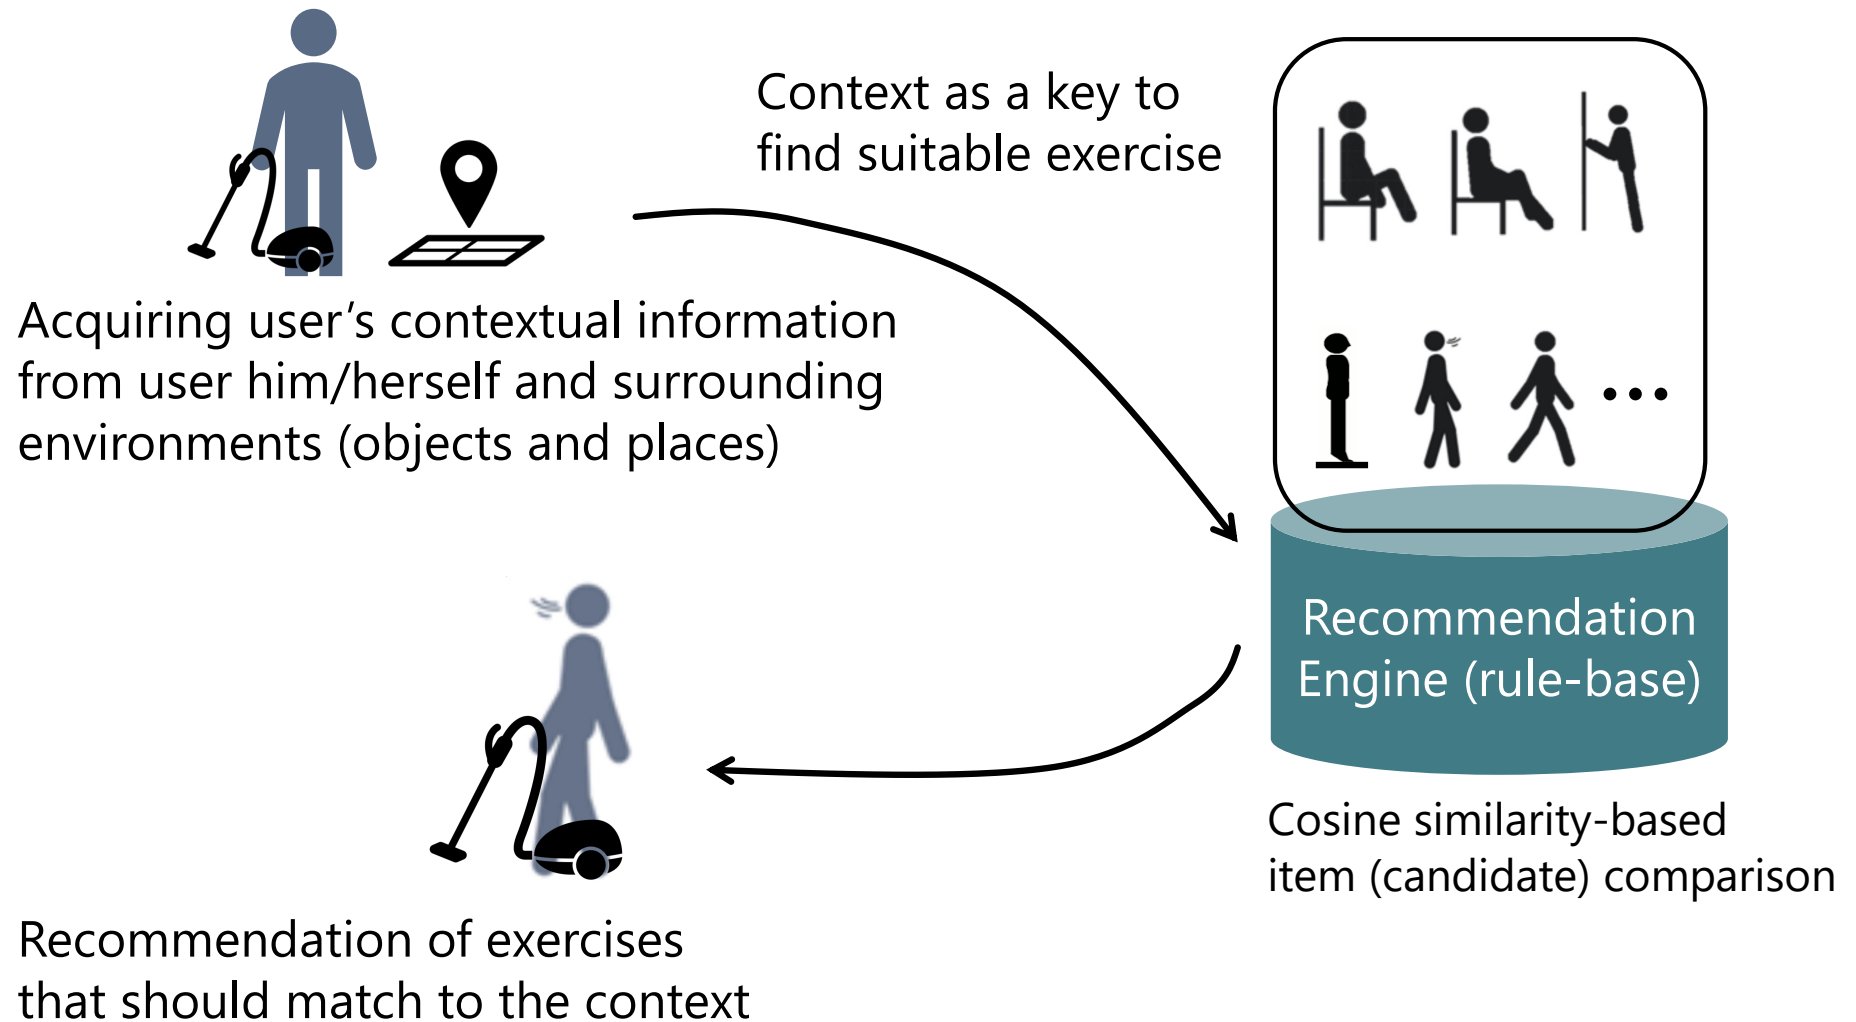 Context as a key to
find suitable exercise
Acquiring user’s contextual information
from user him/herself and surrounding
environments (objects and places)
Recommendation
Engine (rule-base)
Cosine similarity-based
item (candidate) comparison
Recommendation of exercises
that should match to the context